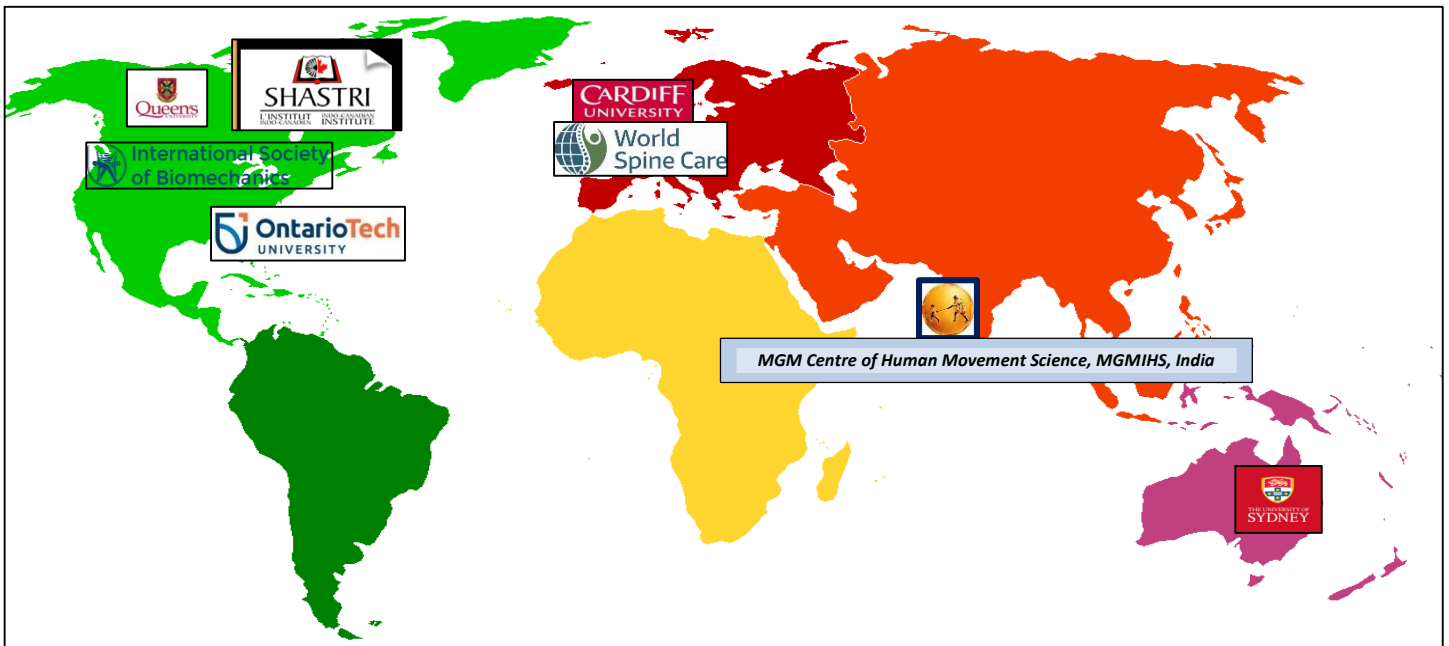 Queen's
UNIVERSITY
SHASTRI
L'INSTITUT INDO-CANADIEN
INDO-CANADIAN INSTITUTE
International Society
of Biomechanics
OntarioTech
UNIVERSITY
CARDIFF
UNIVERSITY
World
Spine Care
MGM Centre of Human Movement Science, MGMIHS, India
THE UNIVERSITY OF
SYDNEY